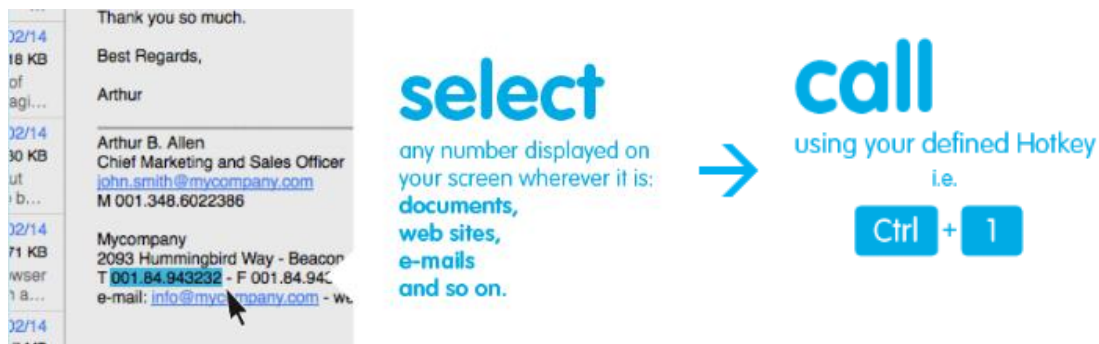 02/14
18 KB
of
agi...
02/14
30 KB
ut
b...
02/14
71 KB
wser
n a...
02/14
Thank you so much.
Best Regards,
Arthur
Arthur B. Allen
Chief Marketing and Sales Officer
john.smith@mycompany.com
M 001.348.6022386
Mycompany
2093 Hummingbird Way - Beacon
T 001.84.943232 - F 001.84.943
e-mail: info@mycompany.com - we
select
any number displayed on
your screen wherever it is:
documents,
web sites,
e-mails
and so on.
→
call
using your defined Hotkey
i.e.
Ctrl + 1